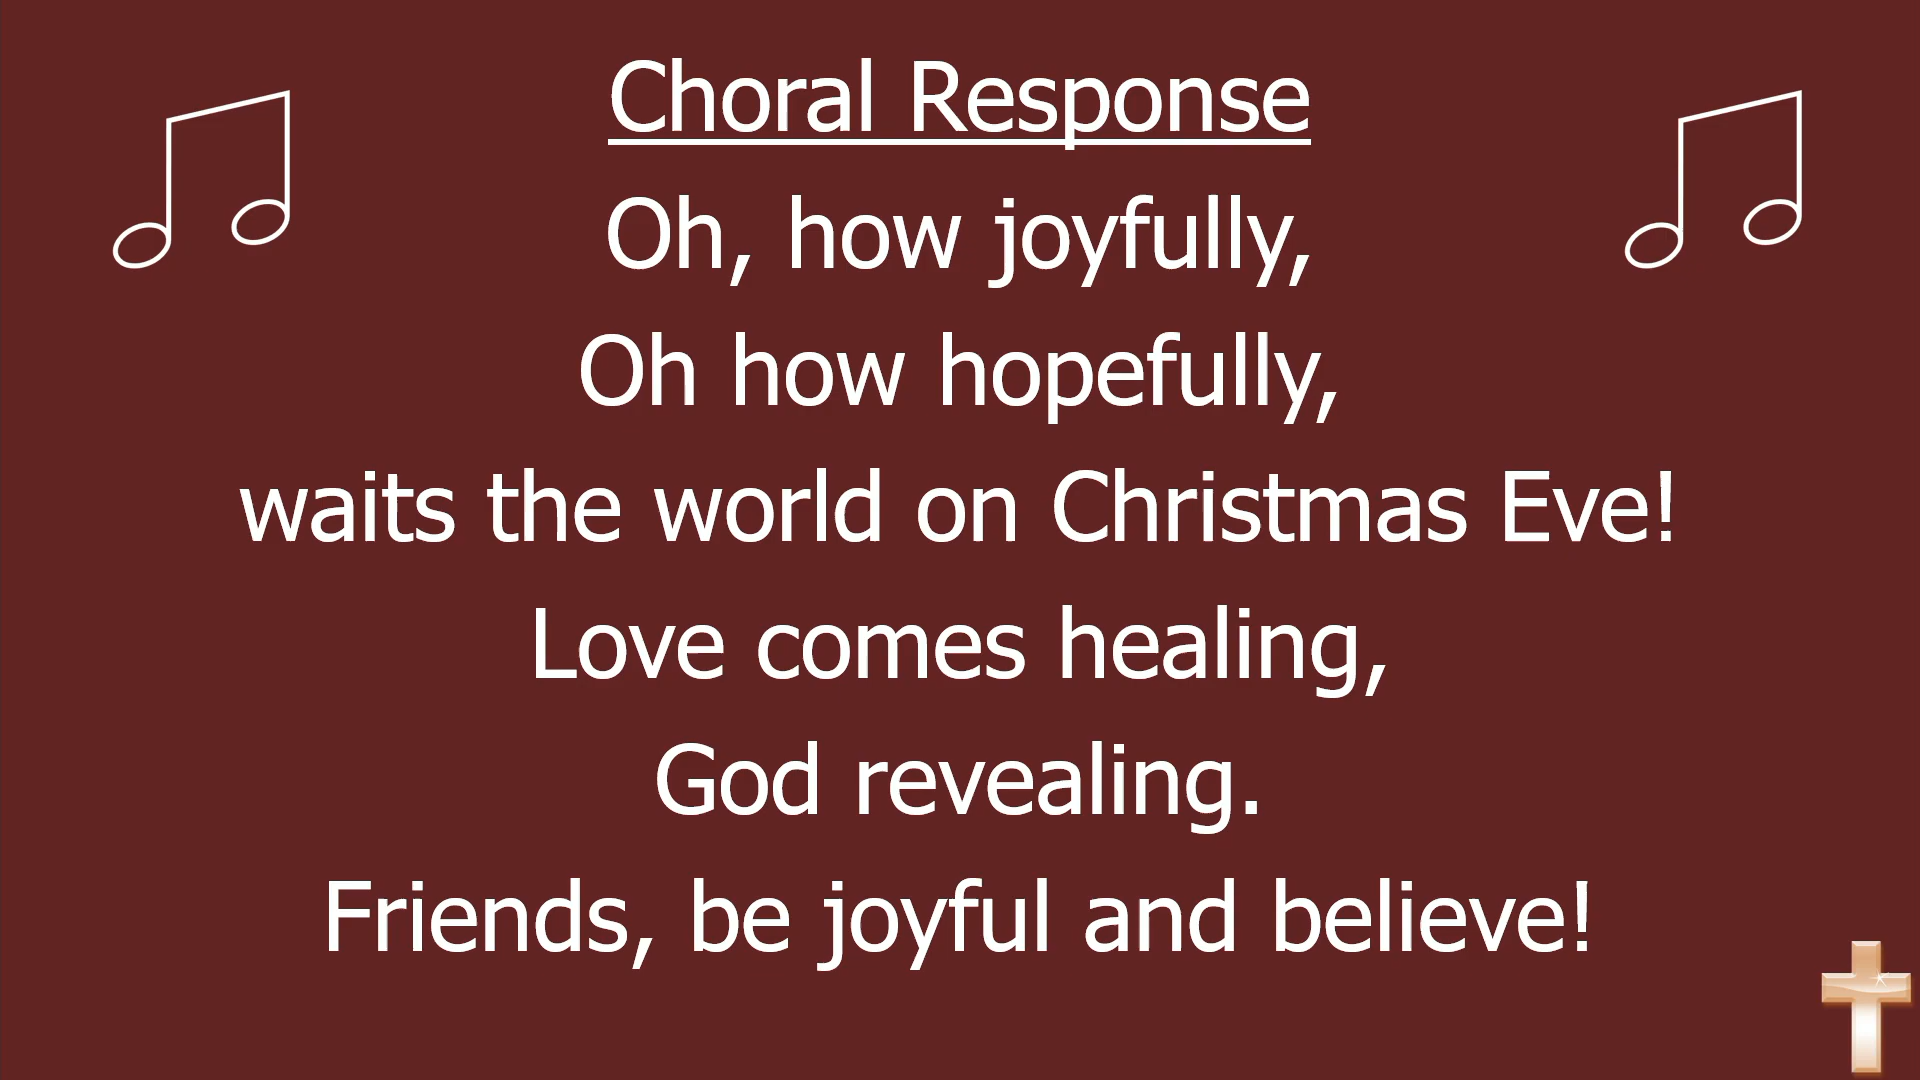 Choral Response
Oh, how joyfully,
Oh how hopefully,
waits the world on Christmas Eve!
Love comes healing,
God revealing.
Friends, be joyful and believe!